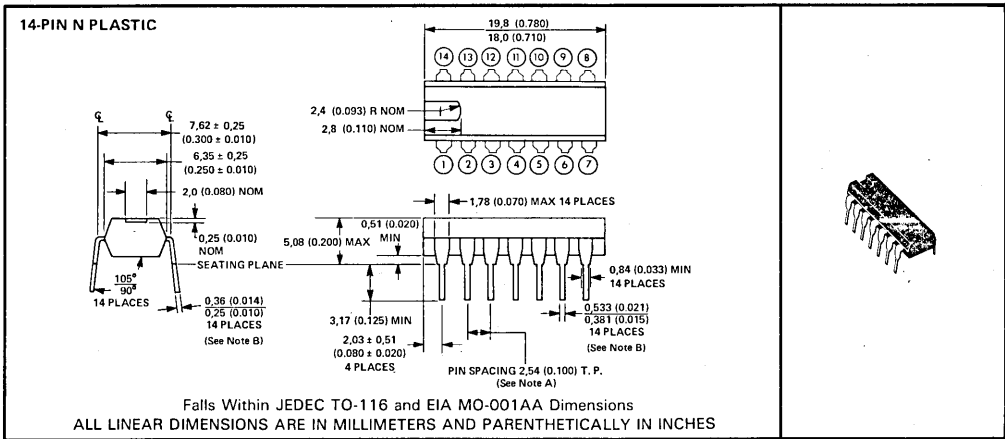 14-PIN N PLASTIC
19,8 (0.780)
18,0 (0.710)
14 13 12 11 10 9 8
2,4 (0.093) R NOM
2,8 (0.110) NOM
1 2 3 4 5 6 7
℄ ℄
7,62 ± 0,25
(0.300 ± 0.010)
6,35 ± 0,25
(0.250 ± 0.010)
2,0 (0.080) NOM
0,25 (0.010)
NOM
SEATING PLANE
105°
90°
14 PLACES
0,36 (0.014)
0,25 (0.010)
14 PLACES
(See Note B)
1,78 (0.070) MAX 14 PLACES
0,51 (0.020)
MIN
5,08 (0.200) MAX
0,84 (0.033) MIN
14 PLACES
3,17 (0.125) MIN
0,533 (0.021)
0,381 (0.015)
14 PLACES
(See Note B)
2,03 ± 0,51
(0.080 ± 0.020)
4 PLACES
PIN SPACING 2,54 (0.100) T. P.
(See Note A)
Falls Within JEDEC TO-116 and EIA MO-001AA Dimensions
ALL LINEAR DIMENSIONS ARE IN MILLIMETERS AND PARENTHETICALLY IN INCHES